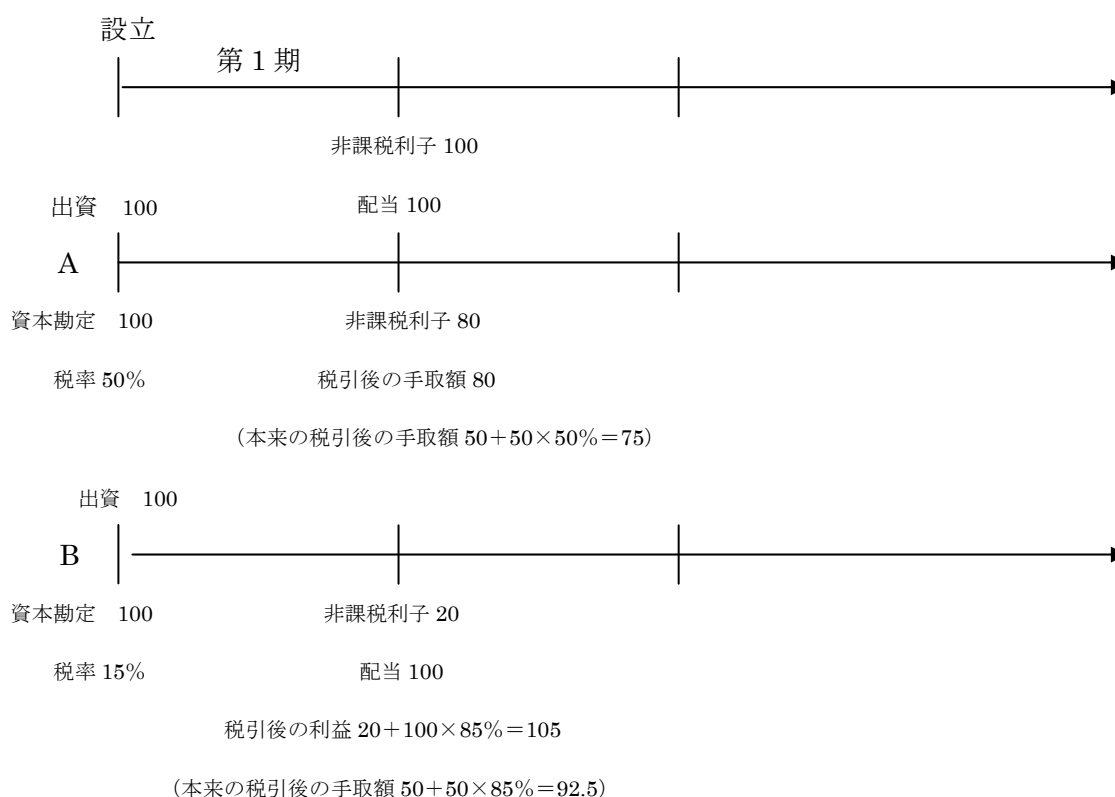 設立
第 1 期
非課税利子 100
出資 100 配当 100
A
資本勘定 100 非課税利子 80
税率 50% 税引後の手取額 80
(本来の税引後の手取額 50+50×50%=75)
出資 100
B
資本勘定 100 非課税利子 20
税率 15% 配当 100
税引後の利益 20+100×85%=105
(本来の税引後の手取額 50+50×85%=92.5)